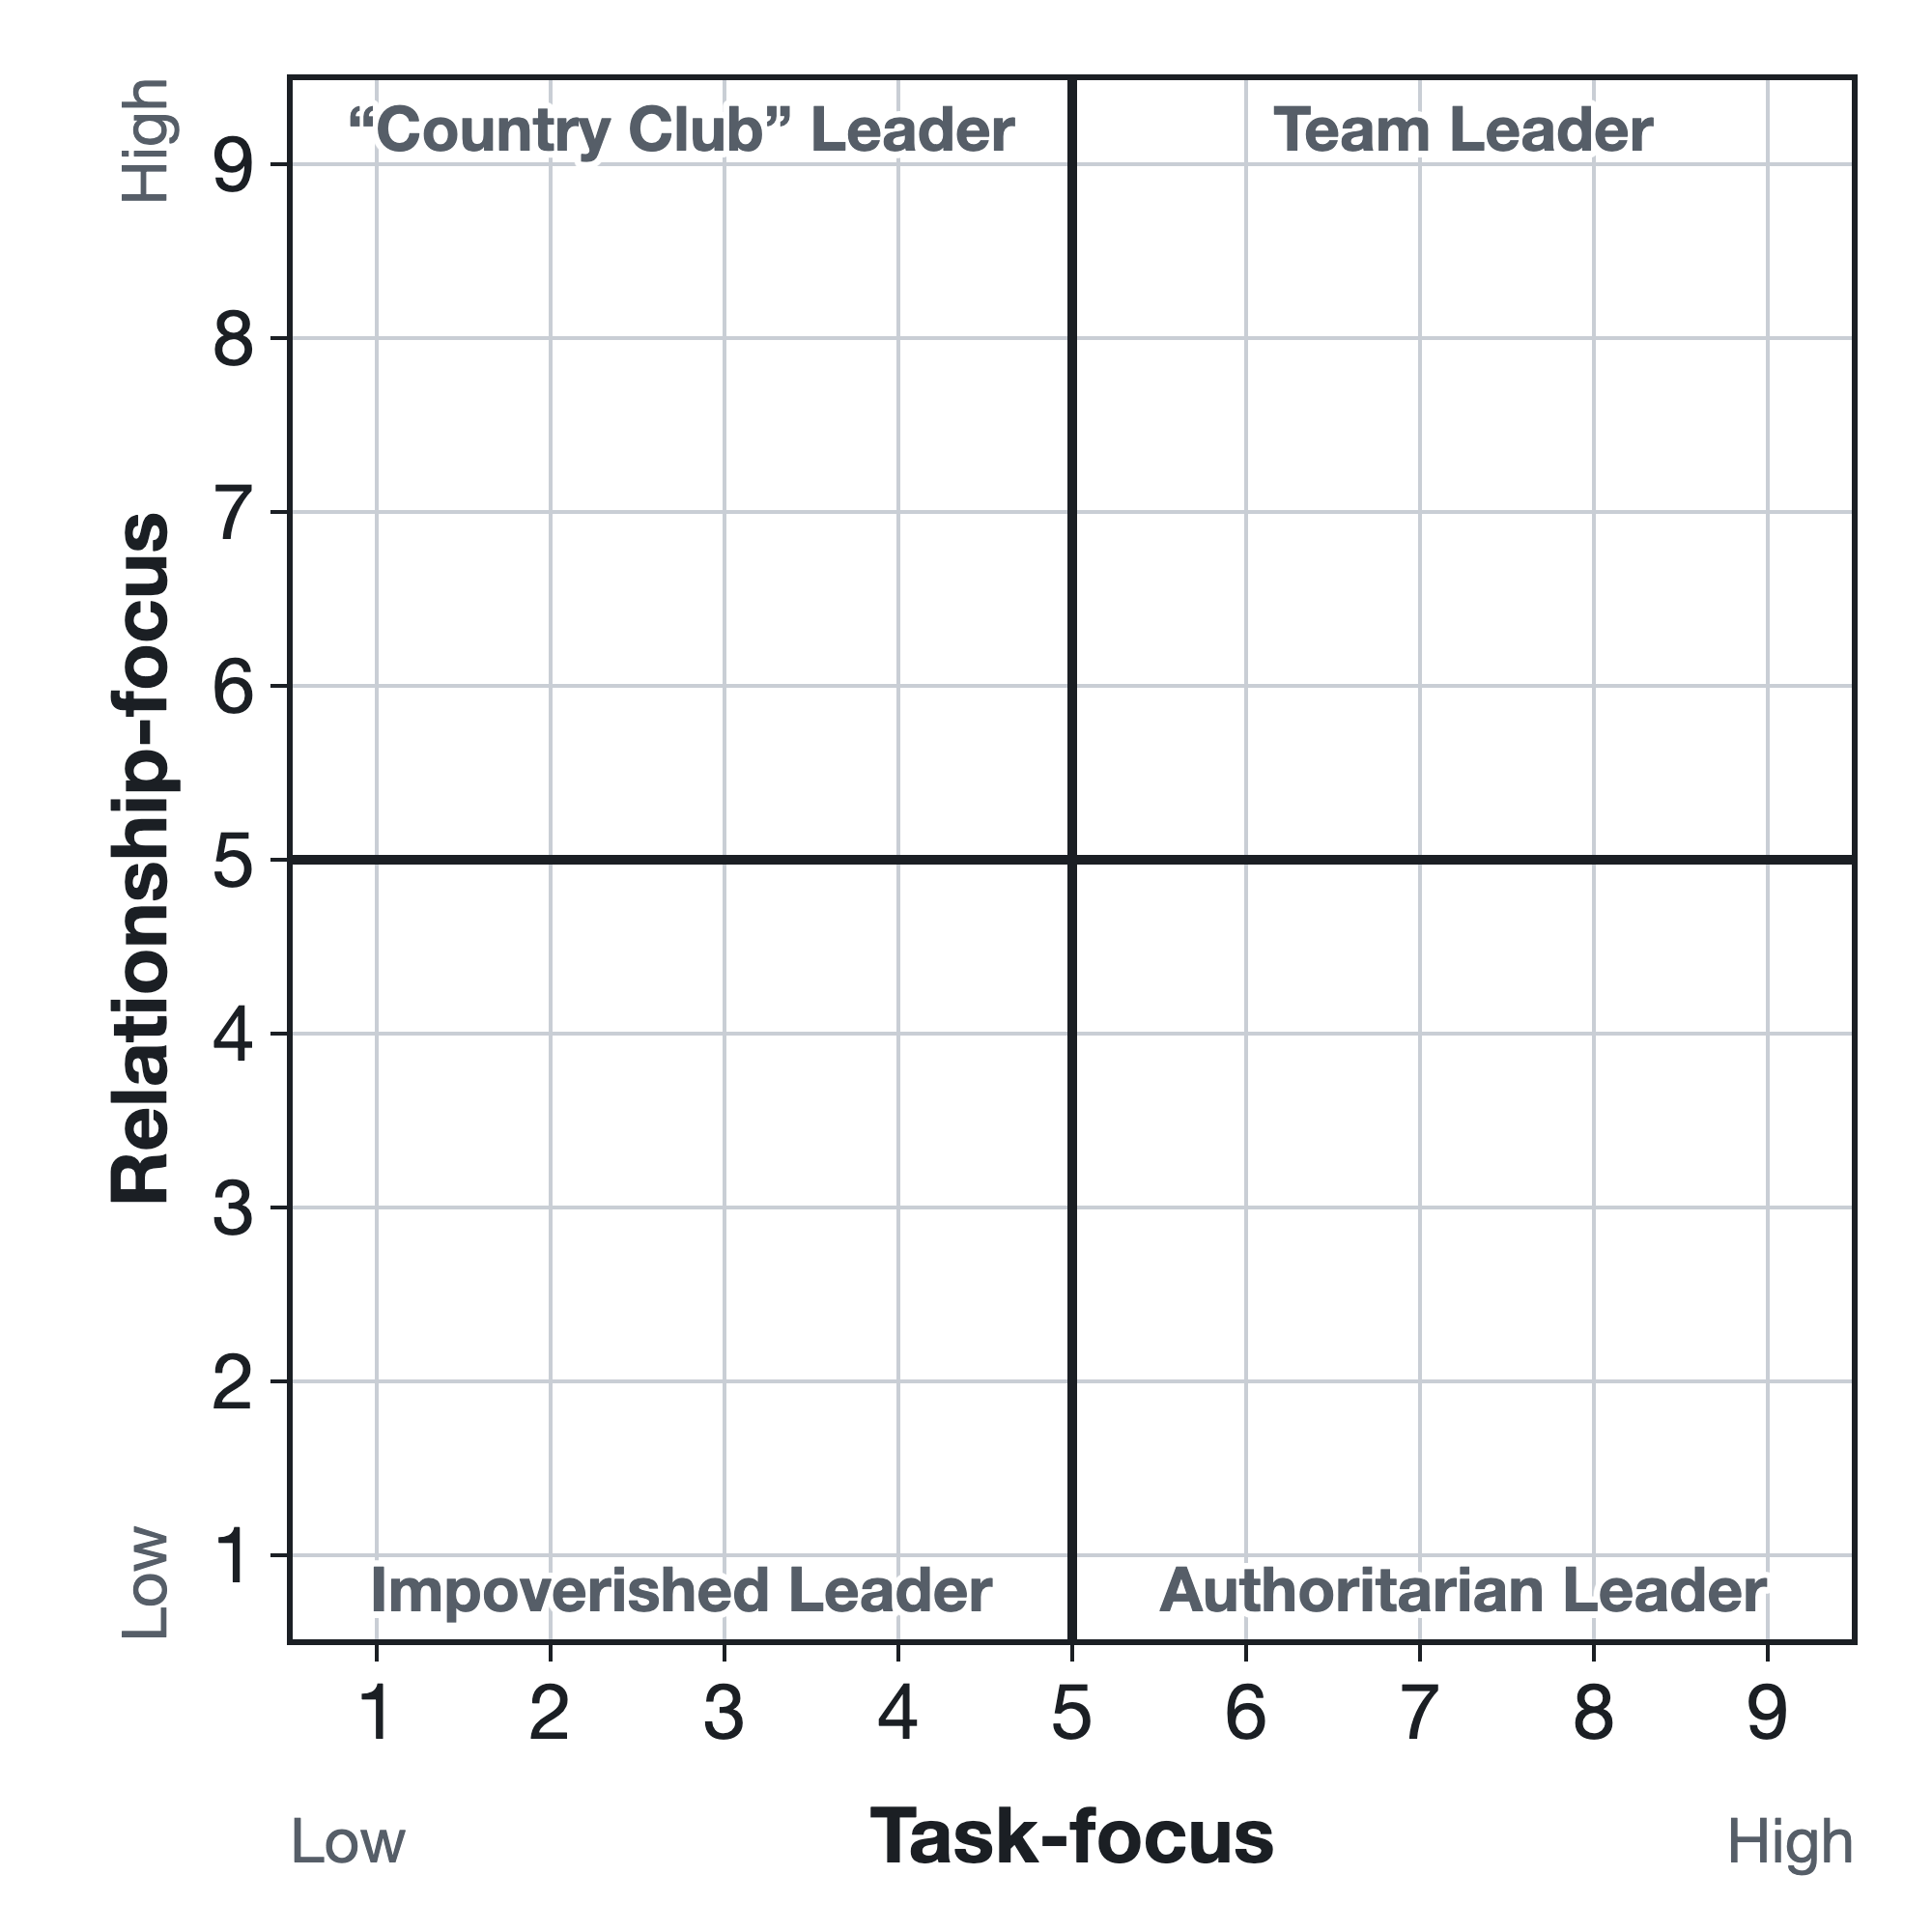 High
“Country Club” Leader
Team Leader
9
8
7
6
5
4
3
2
1
Relationship-focus
Low
Impoverished Leader
Authoritarian Leader
1 2 3 4 5 6 7 8 9
Low
Task-focus
High